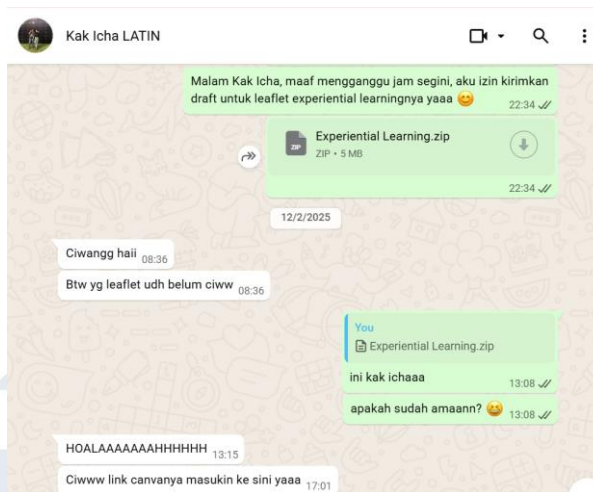 Kak Icha LATIN
Malam Kak Icha, maaf mengganggu jam segini, aku izin kirimkan
draft untuk leaflet experiential learningnya yaaa 😊
22:34
ZIP
Experiential Learning.zip
ZIP • 5 MB
22:34
12/2/2025
Ciwangg haii 08:36
Btw yg leaflet udh belum ciww 08:36
You
Experiential Learning.zip
ini kak ichaaa
13:08
apakah sudah amaann? 😆 13:08
HOALAAAAAAAHHHHHH 13:15
Ciwww link canvanya masukin ke sini yaaa 17:01